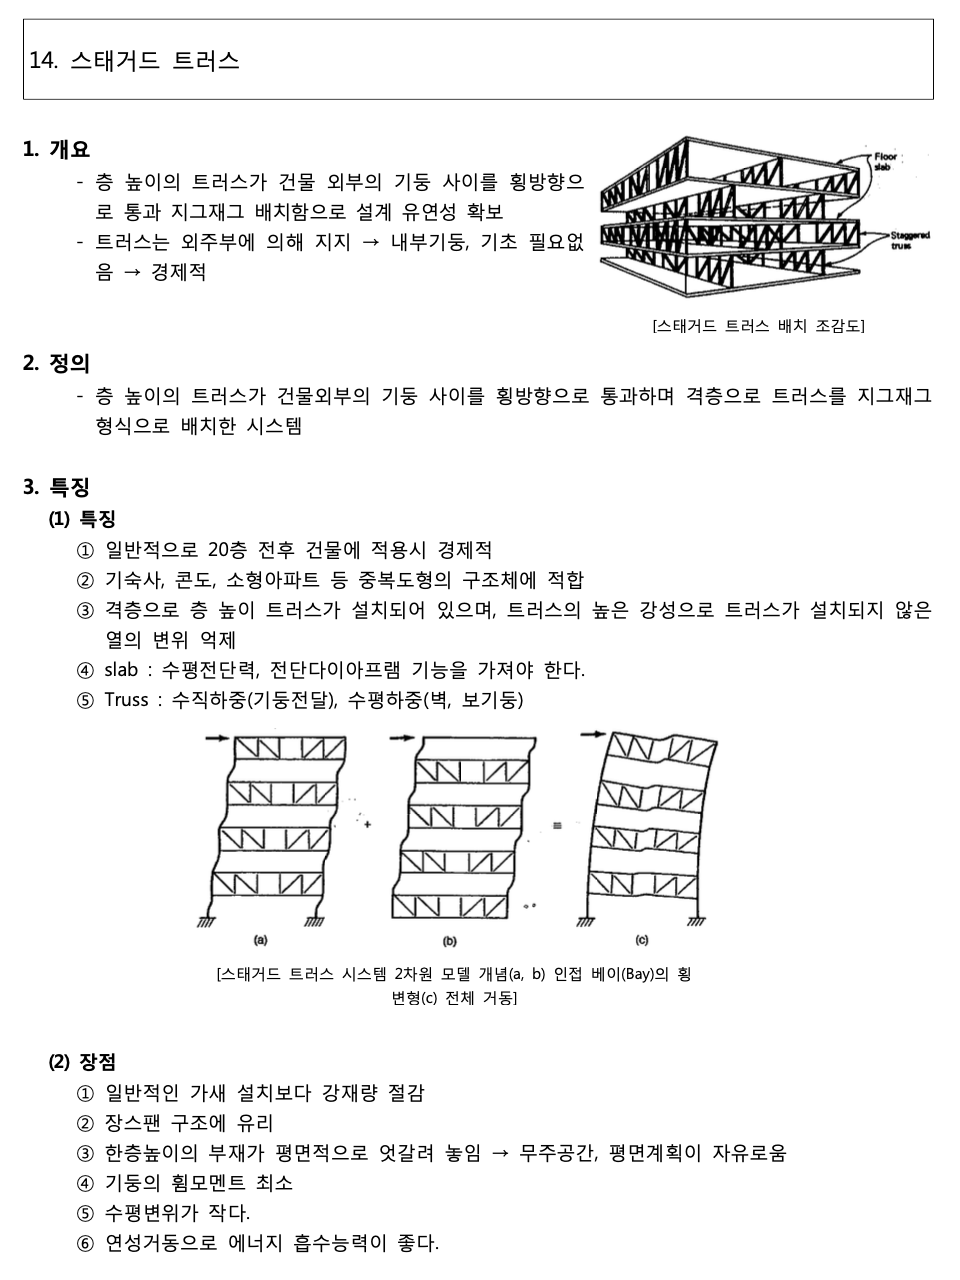 14. 스태거드 트러스
1. 개요
- 층 높이의 트러스가 건물 외부의 기둥 사이를 횡방향으
로 통과 지그재그 배치함으로 설계 유연성 확보
- 트러스는 외주부에 의해 지지 → 내부기둥, 기초 필요없
음 → 경제적
Floor
slab
Staggered
truss
[스태거드 트러스 배치 조감도]
2. 정의
- 층 높이의 트러스가 건물외부의 기둥 사이를 횡방향으로 통과하며 격층으로 트러스를 지그재그
형식으로 배치한 시스템
3. 특징
(1) 특징
① 일반적으로 20층 전후 건물에 적용시 경제적
② 기숙사, 콘도, 소형아파트 등 중복도형의 구조체에 적합
③ 격층으로 층 높이 트러스가 설치되어 있으며, 트러스의 높은 강성으로 트러스가 설치되지 않은
열의 변위 억제
④ slab : 수평전단력, 전단다이아프램 기능을 가져야 한다.
⑤ Truss : 수직하중(기둥전달), 수평하중(벽, 보기둥)
+ ≡
(a) (b) (c)
[스태거드 트러스 시스템 2차원 모델 개념(a, b) 인접 베이(Bay)의 횡
변형(c) 전체 거동]
(2) 장점
① 일반적인 가새 설치보다 강재량 절감
② 장스팬 구조에 유리
③ 한층높이의 부재가 평면적으로 엇갈려 놓임 → 무주공간, 평면계획이 자유로움
④ 기둥의 휨모멘트 최소
⑤ 수평변위가 작다.
⑥ 연성거동으로 에너지 흡수능력이 좋다.